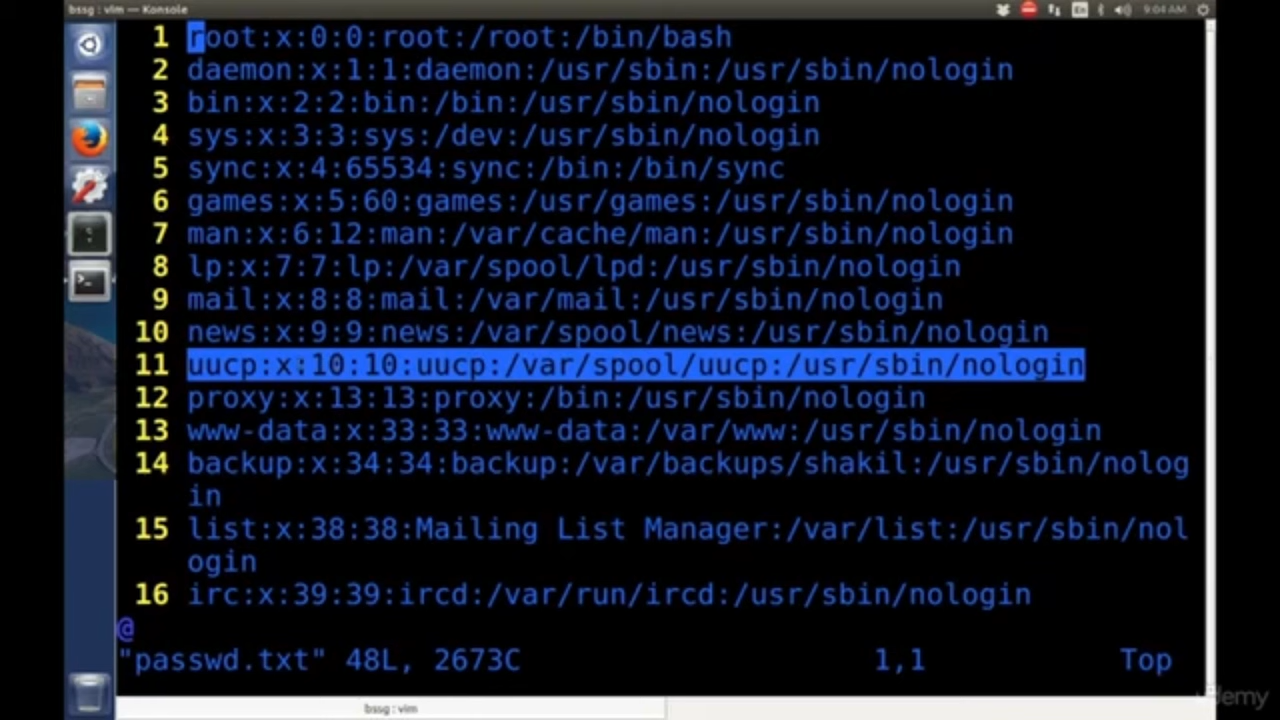 bssg : vim — Konsole
En
9:04 AM
1 root:x:0:0:root:/root:/bin/bash
2 daemon:x:1:1:daemon:/usr/sbin:/usr/sbin/nologin
3 bin:x:2:2:bin:/bin:/usr/sbin/nologin
4 sys:x:3:3:sys:/dev:/usr/sbin/nologin
5 sync:x:4:65534:sync:/bin:/bin/sync
6 games:x:5:60:games:/usr/games:/usr/sbin/nologin
7 man:x:6:12:man:/var/cache/man:/usr/sbin/nologin
8 lp:x:7:7:lp:/var/spool/lpd:/usr/sbin/nologin
9 mail:x:8:8:mail:/var/mail:/usr/sbin/nologin
10 news:x:9:9:news:/var/spool/news:/usr/sbin/nologin
11 uucp:x:10:10:uucp:/var/spool/uucp:/usr/sbin/nologin
12 proxy:x:13:13:proxy:/bin:/usr/sbin/nologin
13 www-data:x:33:33:www-data:/var/www:/usr/sbin/nologin
14 backup:x:34:34:backup:/var/backups/shakil:/usr/sbin/nolog
in
15 list:x:38:38:Mailing List Manager:/var/list:/usr/sbin/nol
ogin
16 irc:x:39:39:ircd:/var/run/ircd:/usr/sbin/nologin
@
"passwd.txt" 48L, 2673C 1,1 Top
bssg : vim
ûdemy